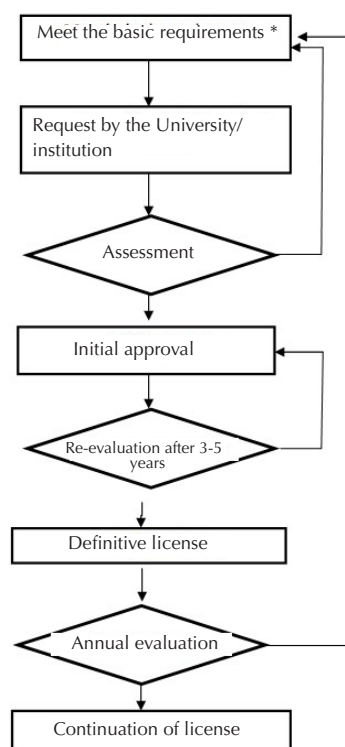 Meet the basic requirements *
Request by the University/
institution
Assessment
Initial approval
Re-evaluation after 3-5
years
Definitive license
Annual evaluation
Continuation of license